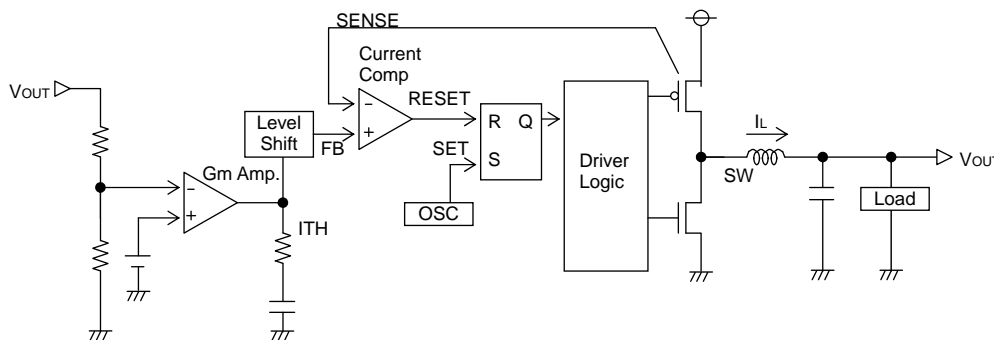 SENSE
Current
Comp
VOUT
RESET
Level
Shift
R Q
FB
SET
S
Driver
Logic
IL
VOUT
SW
Gm Amp.
OSC
Load
ITH
−
+
−
+